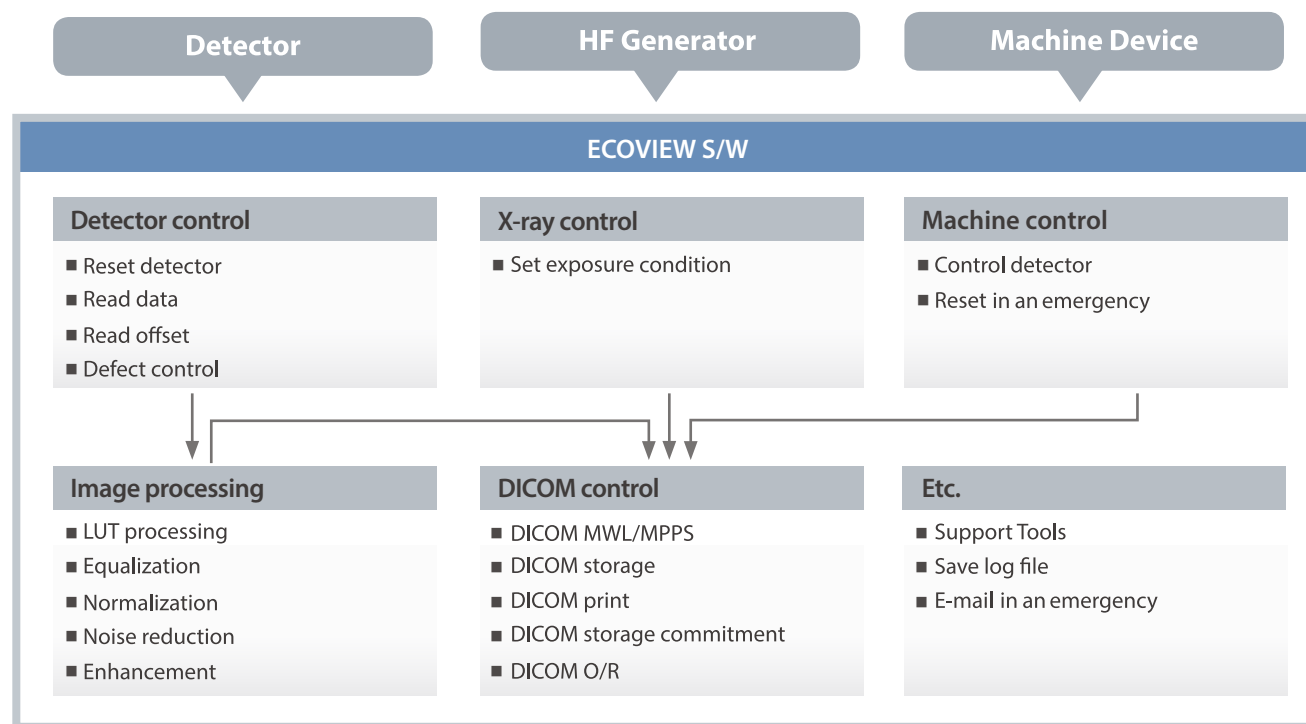 Detector
HF Generator
Machine Device
ECOVIEW S/W
Detector control
■ Reset detector
■ Read data
■ Read offset
■ Defect control
X-ray control
■ Set exposure condition
Machine control
■ Control detector
■ Reset in an emergency
Image processing
■ LUT processing
■ Equalization
■ Normalization
■ Noise reduction
■ Enhancement
DICOM control
■ DICOM MWL/MPPS
■ DICOM storage
■ DICOM print
■ DICOM storage commitment
■ DICOM O/R
Etc.
■ Support Tools
■ Save log file
■ E-mail in an emergency